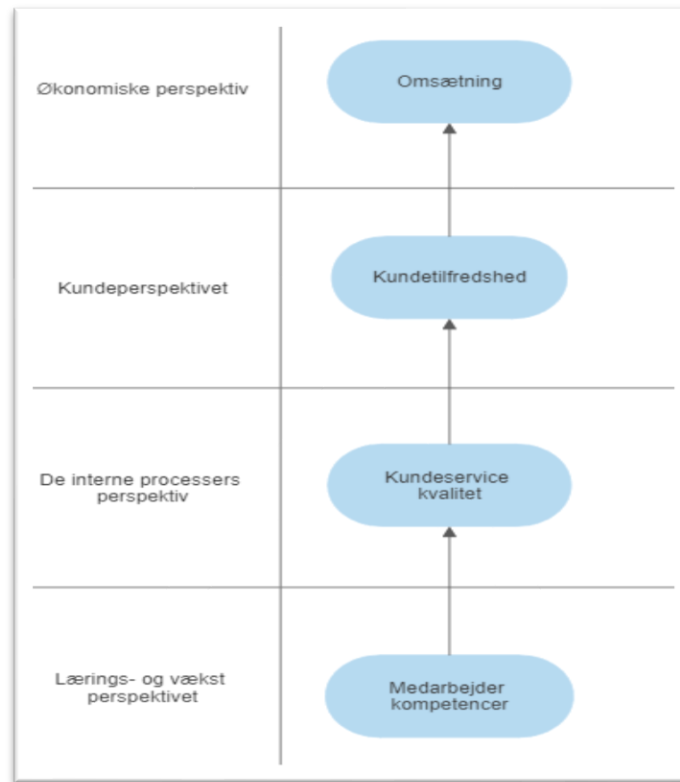 Økonomiske perspektiv
Omsætning
Kundeperspektivet
Kundetilfredshed
De interne processers
perspektiv
Kundeservice
kvalitet
Lærings- og vækst
perspektivet
Medarbejder
kompetencer